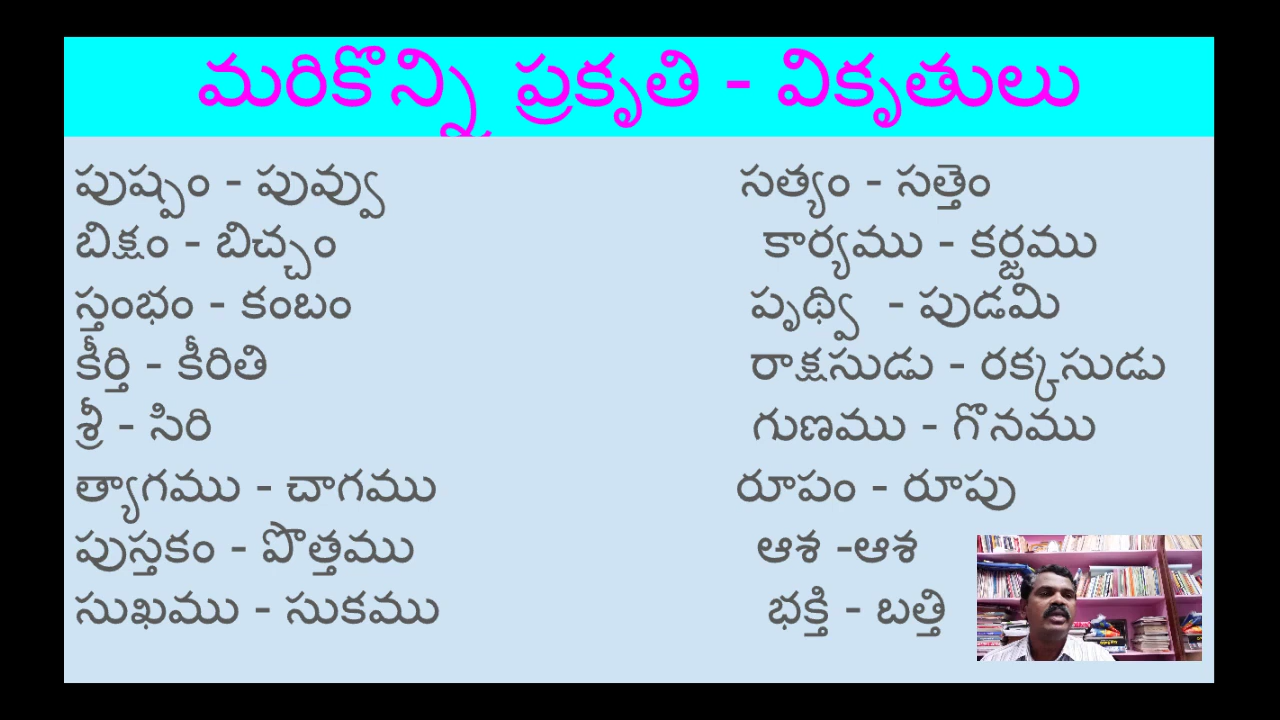 మరికొన్ని ప్రకృతి - వికృతులు
పుష్పం - పువ్వు
బిక్షం - బిచ్చం
స్తంభం - కంబం
కీర్తి - కీరితి
శ్రీ - సిరి
త్యాగము - చాగము
పుస్తకం - పొత్తము
సుఖము - సుకము
సత్యం - సత్తెం
కార్యము - కర్జము
పృథ్వి - పుడమి
రాక్షసుడు - రక్కసుడు
గుణము - గొనము
రూపం - రూపు
ఆశ -ఆశ
భక్తి - బత్తి